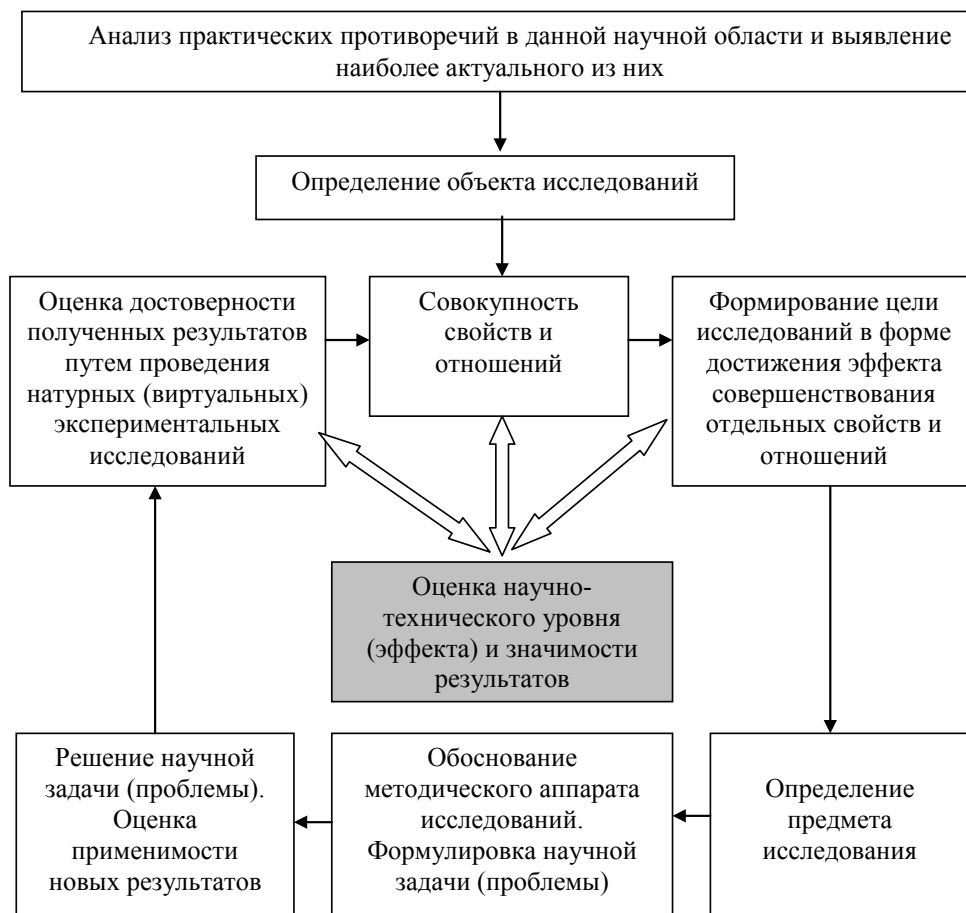 Анализ практических противоречий в данной научной области и выявление
наиболее актуального из них
Определение объекта исследований
Оценка достоверности
полученных результатов
путем проведения
натурных (виртуальных)
экспериментальных
исследований
Совокупность
свойств и
отношений
Формирование цели
исследований в форме
достижения эффекта
совершенствования
отдельных свойств и
отношений
Оценка научно-
технического уровня
(эффекта) и значимости
результатов
Решение научной
задачи (проблемы).
Оценка
применимости
новых результатов
Обоснование
методического аппарата
исследований.
Формулировка научной
задачи (проблемы)
Определение
предмета
исследования